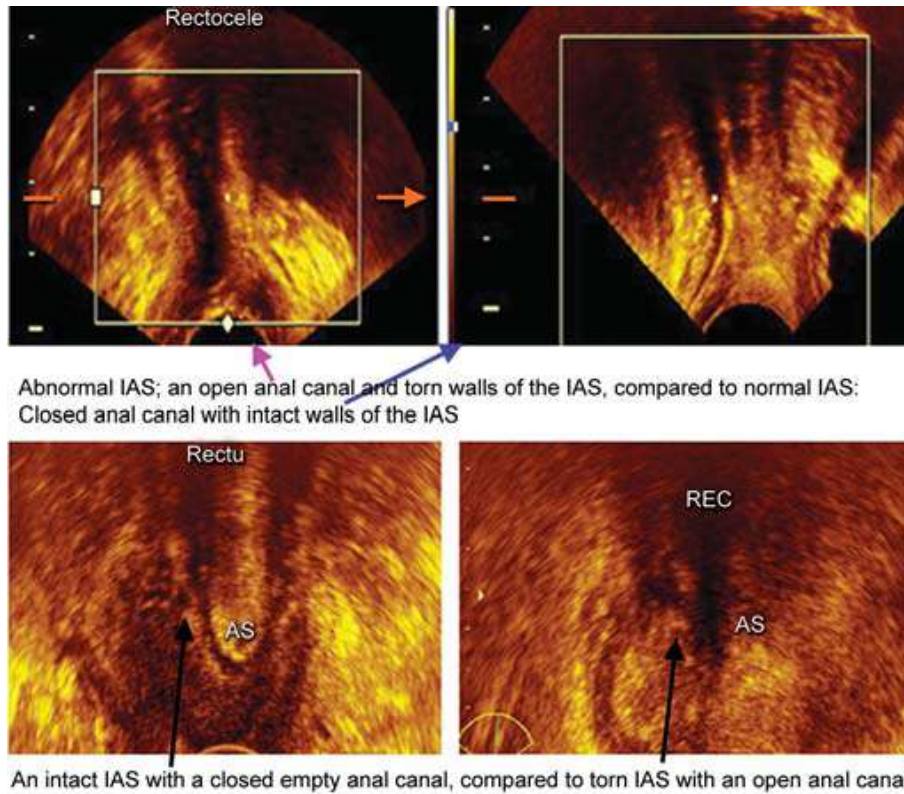 Rectocele
Abnormal IAS; an open anal canal and torn walls of the IAS, compared to normal IAS:
Closed anal canal with intact walls of the IAS
Rectu
REC
AS
AS
An intact IAS with a closed empty anal canal, compared to torn IAS with an open anal cana